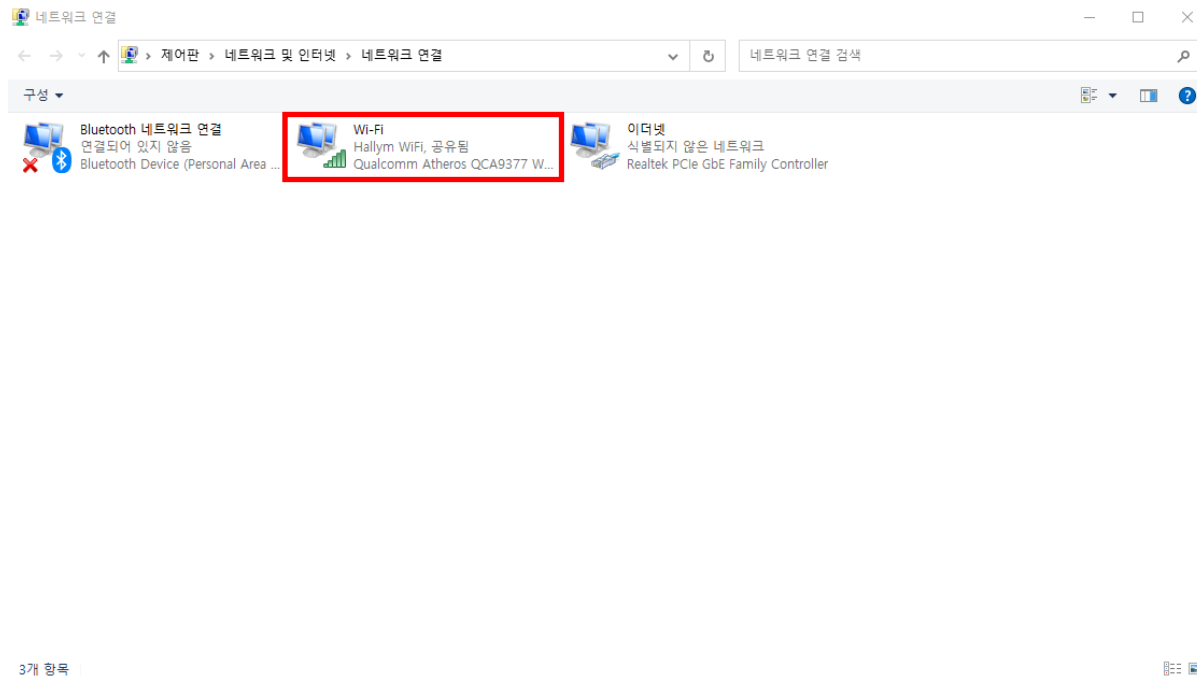 네트워크 연결
제어판 › 네트워크 및 인터넷 › 네트워크 연결
네트워크 연결 검색
구성
Bluetooth 네트워크 연결
연결되어 있지 않음
Bluetooth Device (Personal Area ...
Wi-Fi
Hallym WiFi, 공유됨
Qualcomm Atheros QCA9377 W...
이더넷
식별되지 않은 네트워크
Realtek PCIe GbE Family Controller
3개 항목